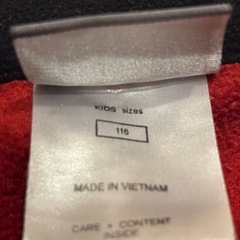 KIDS sizes
116
MADE IN VIETNAM
CARE + CONTENT
INSIDE